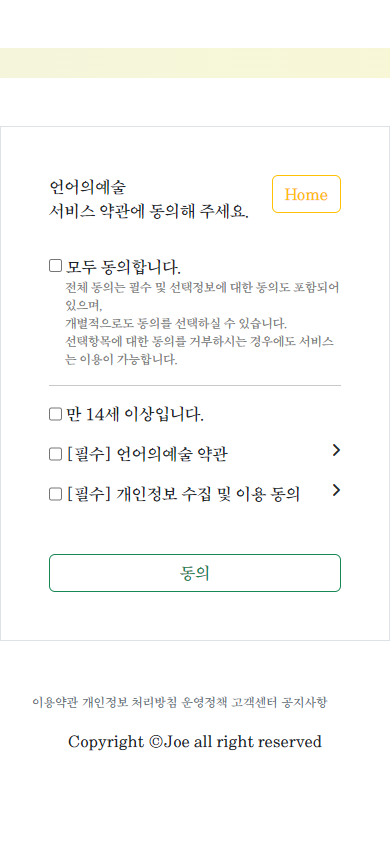 언어의예술
서비스 약관에 동의해 주세요.
Home
모두 동의합니다.
전체 동의는 필수 및 선택정보에 대한 동의도 포함되어
있으며,
개별적으로도 동의를 선택하실 수 있습니다.
선택항목에 대한 동의를 거부하시는 경우에도 서비스
는 이용이 가능합니다.
만 14세 이상입니다.
[필수] 언어의예술 약관
[필수] 개인정보 수집 및 이용 동의
동의
이용약관 개인정보 처리방침 운영정책 고객센터 공지사항
Copyright ©Joe all right reserved